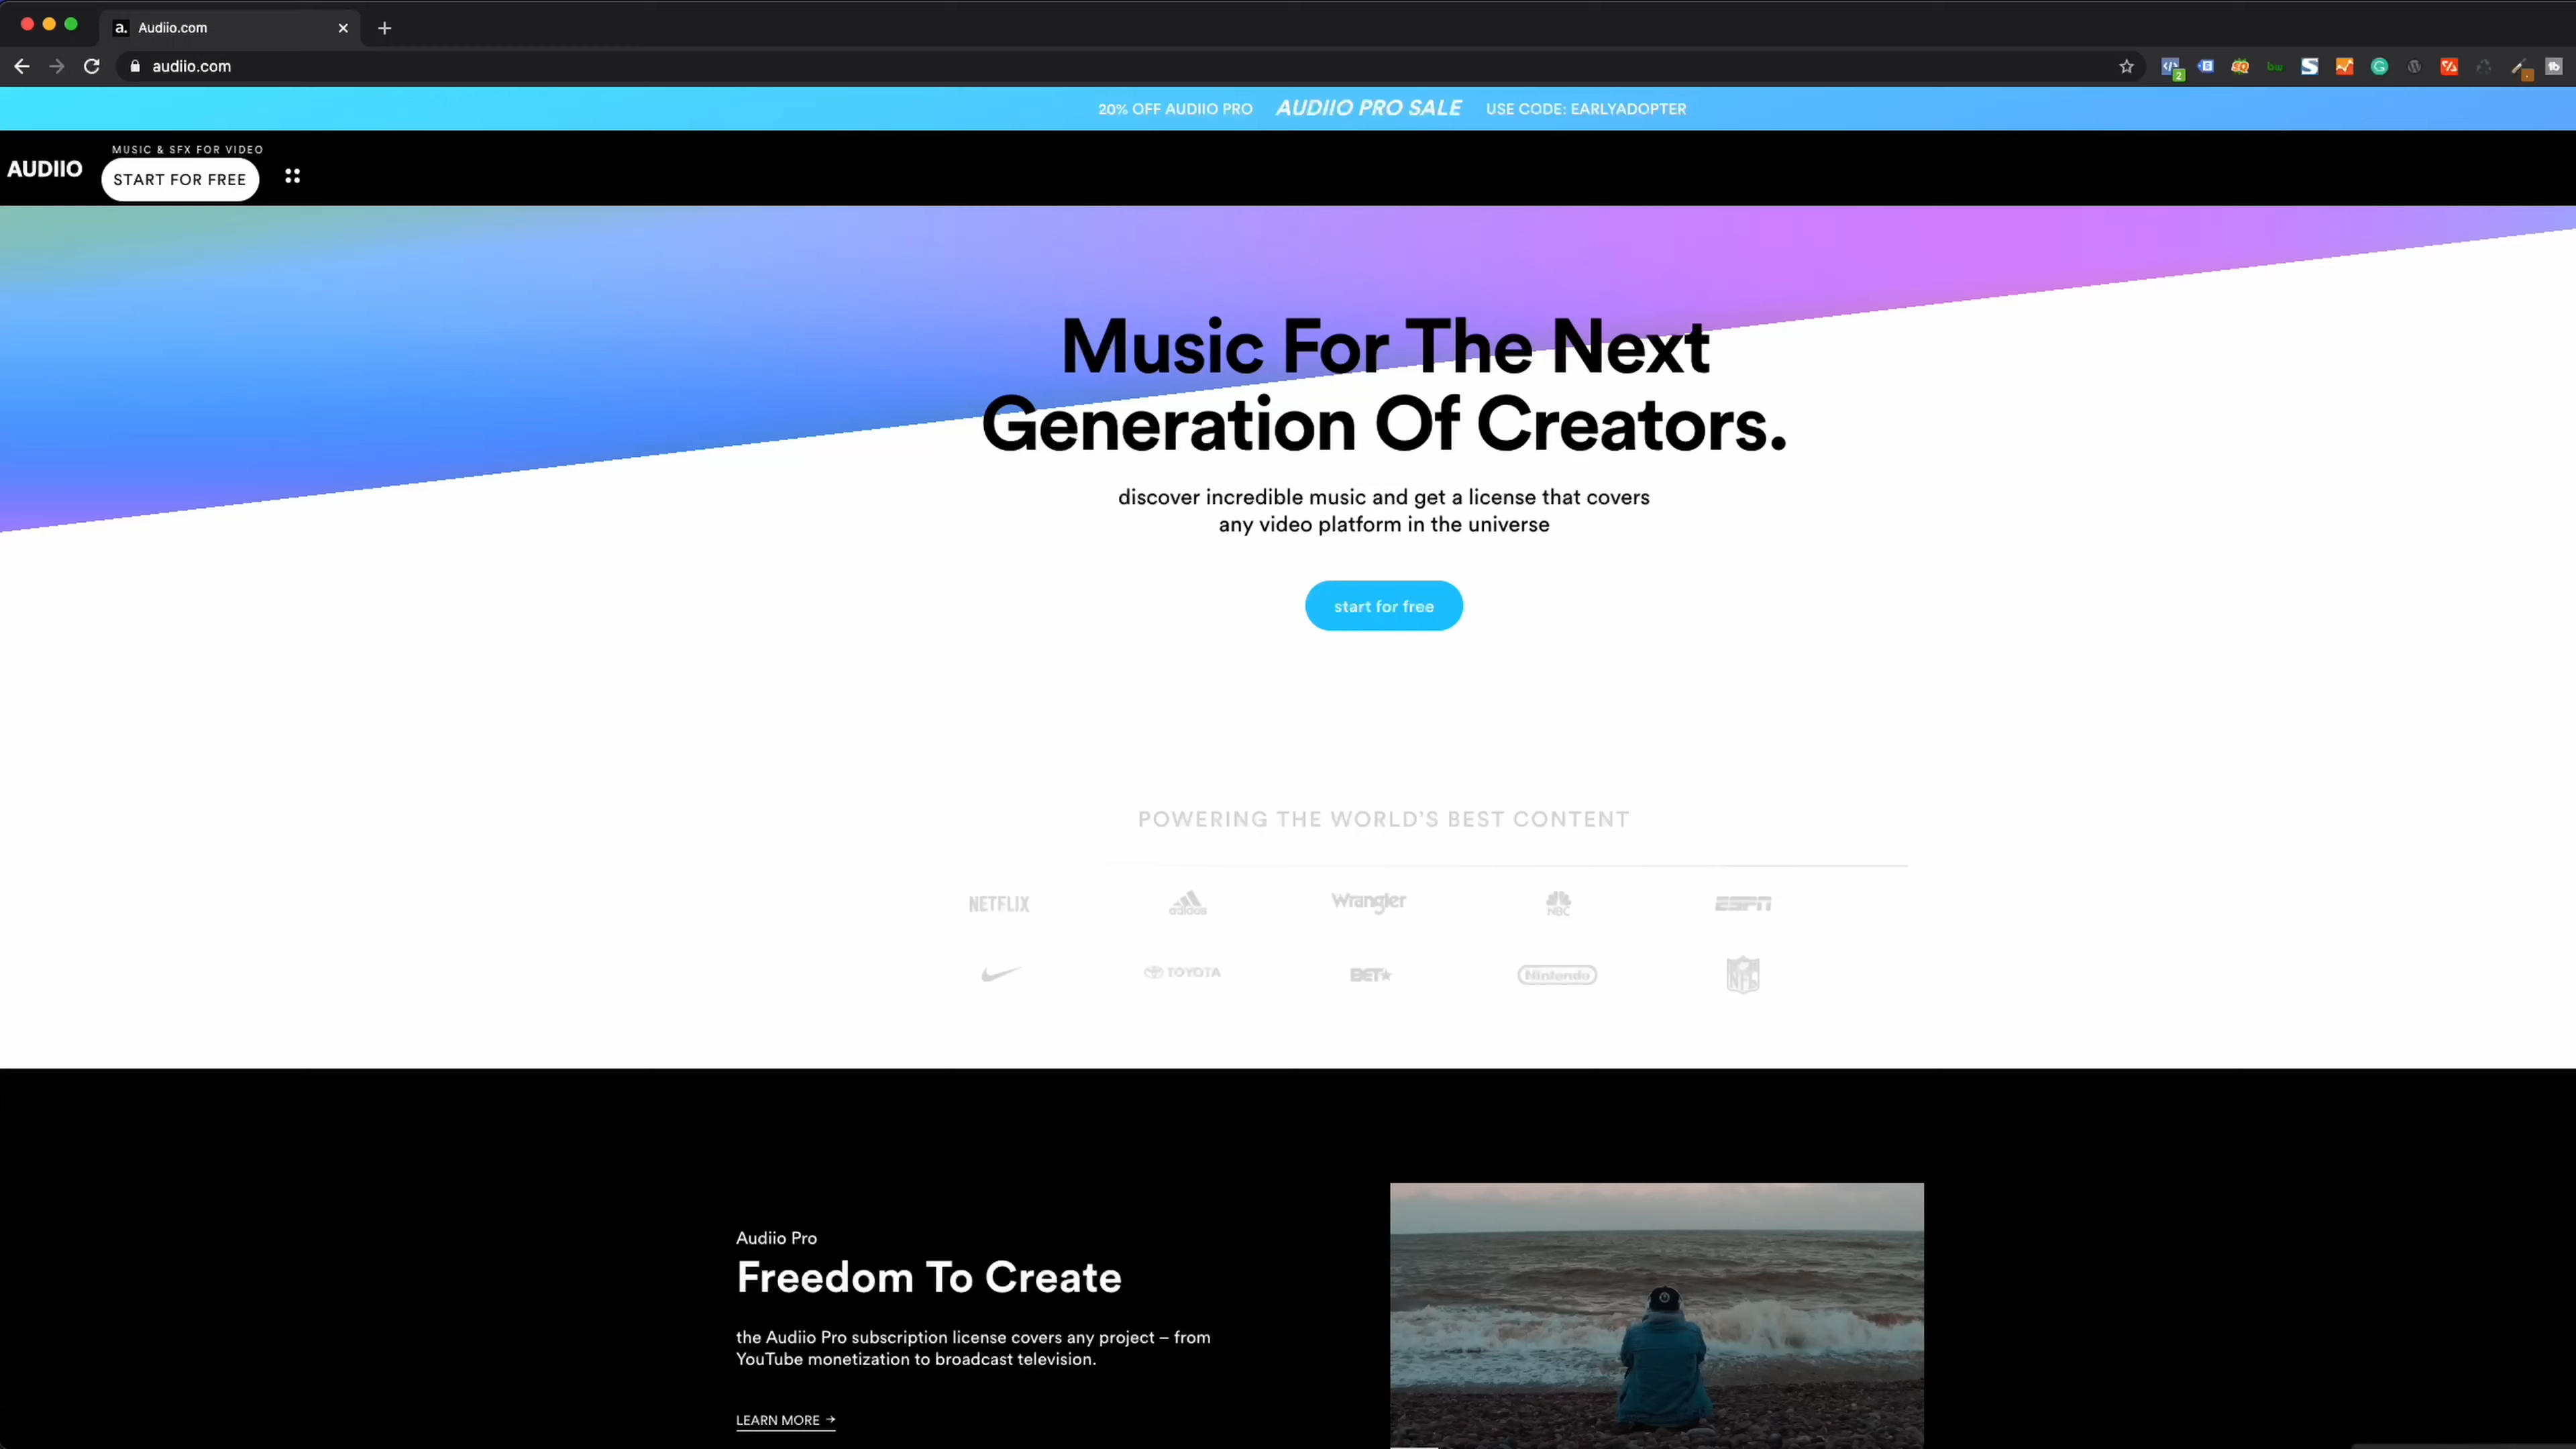 Audiio.com
audiio.com
20% OFF AUDIIO PRO AUDIIO PRO SALE USE CODE: EARLYADOPTER
MUSIC & SFX FOR VIDEO
AUDIIO
START FOR FREE
Music For The Next
Generation Of Creators.
discover incredible music and get a license that covers
any video platform in the universe
start for free
POWERING THE WORLD'S BEST CONTENT
NETFLIX adidas Wrangler NBC ESPN
TOYOTA BET Nintendo NFL
Audiio Pro
Freedom To Create
the Audiio Pro subscription license covers any project – from
YouTube monetization to broadcast television.
LEARN MORE →